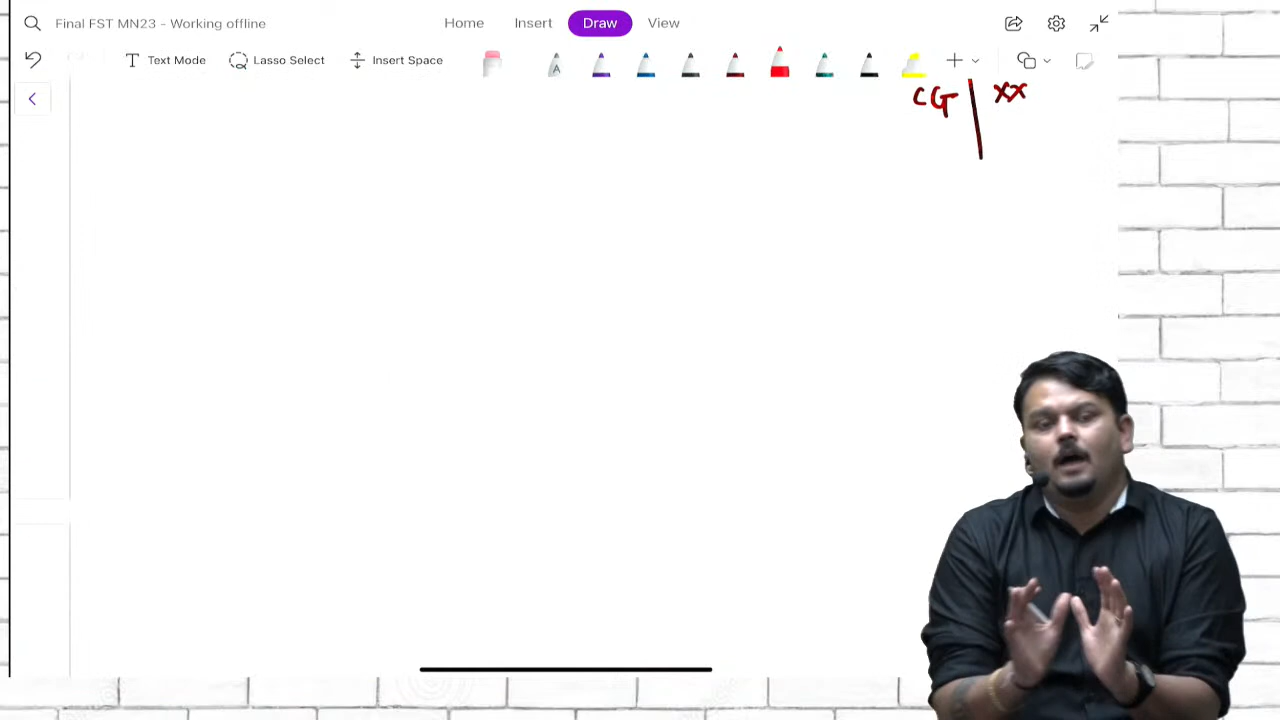 Final FST MN23 - Working offline
Home Insert Draw View
Text Mode Lasso Select Insert Space
A
CG XX